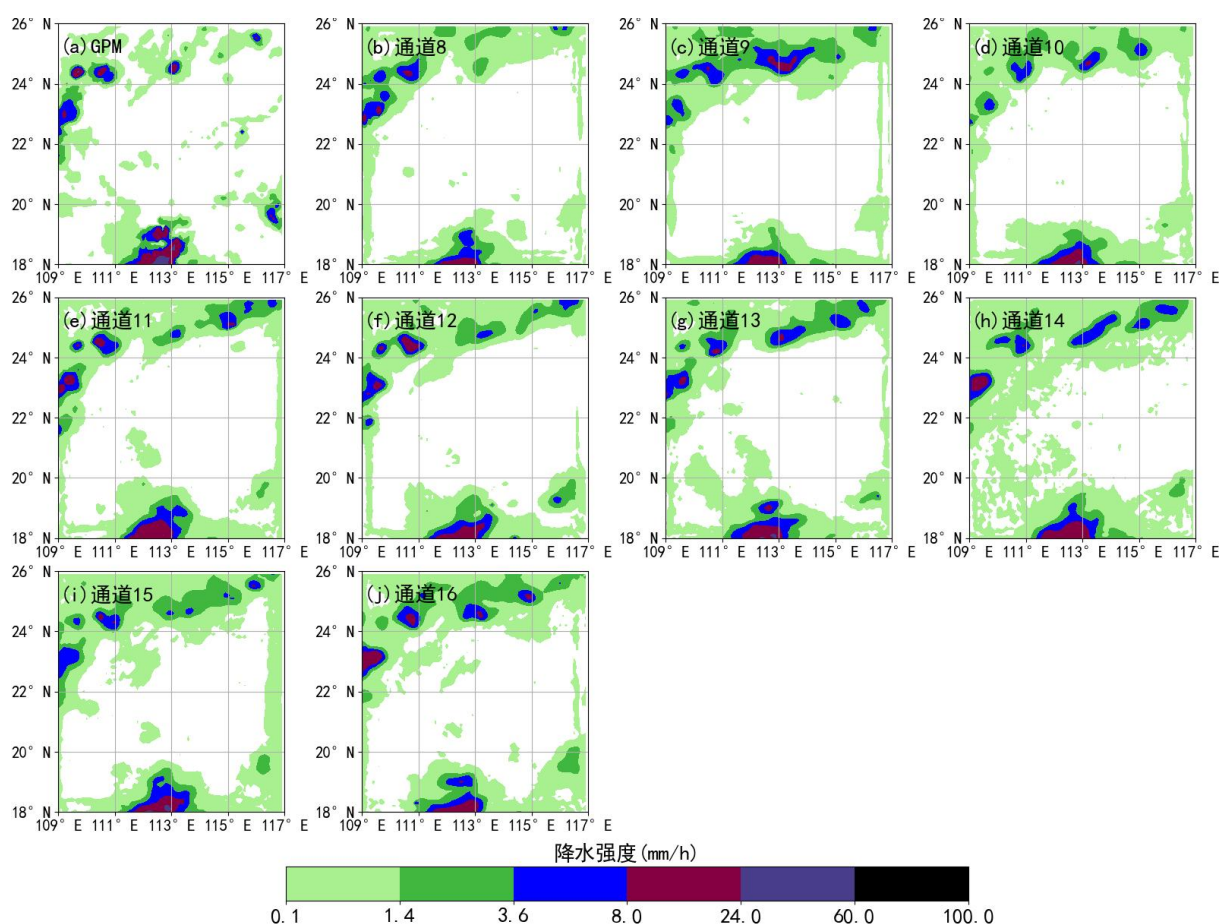 26° N
24° N
22° N
20° N
18° N
109° E 111° E 113° E 115° E 117° E
(a)GPM
26° N
24° N
22° N
20° N
18° N
109° E 111° E 113° E 115° E 117° E
(b)通道8
26° N
24° N
22° N
20° N
18° N
109° E 111° E 113° E 115° E 117° E
(c)通道9
26° N
24° N
22° N
20° N
18° N
109° E 111° E 113° E 115° E 117° E
(d)通道10
26° N
24° N
22° N
20° N
18° N
109° E 111° E 113° E 115° E 117° E
(e)通道11
26° N
24° N
22° N
20° N
18° N
109° E 111° E 113° E 115° E 117° E
(f)通道12
26° N
24° N
22° N
20° N
18° N
109° E 111° E 113° E 115° E 117° E
(g)通道13
26° N
24° N
22° N
20° N
18° N
109° E 111° E 113° E 115° E 117° E
(h)通道14
26° N
24° N
22° N
20° N
18° N
109° E 111° E 113° E 115° E 117° E
(i)通道15
26° N
24° N
22° N
20° N
18° N
109° E 111° E 113° E 115° E 117° E
(j)通道16
降水强度(mm/h)
0.1 1.4 3.6 8.0 24.0 60.0 100.0